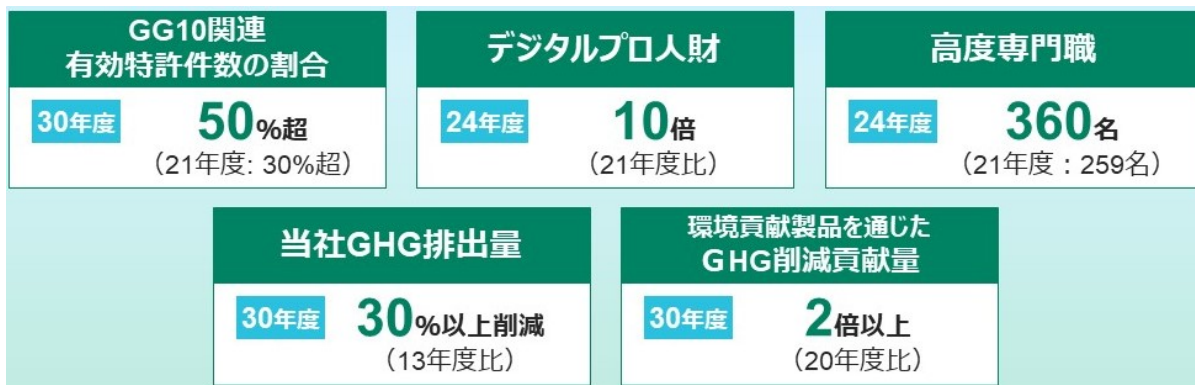 GG10関連
有効特許件数の割合
30年度 50%超
（21年度: 30%超）
デジタルプロ人財
24年度 10倍
（21年度比）
高度専門職
24年度 360名
（21年度：259名）
当社GHG排出量
30年度 30%以上削減
（13年度比）
環境貢献製品を通じた
GHG削減貢献量
30年度 2倍以上
（20年度比）